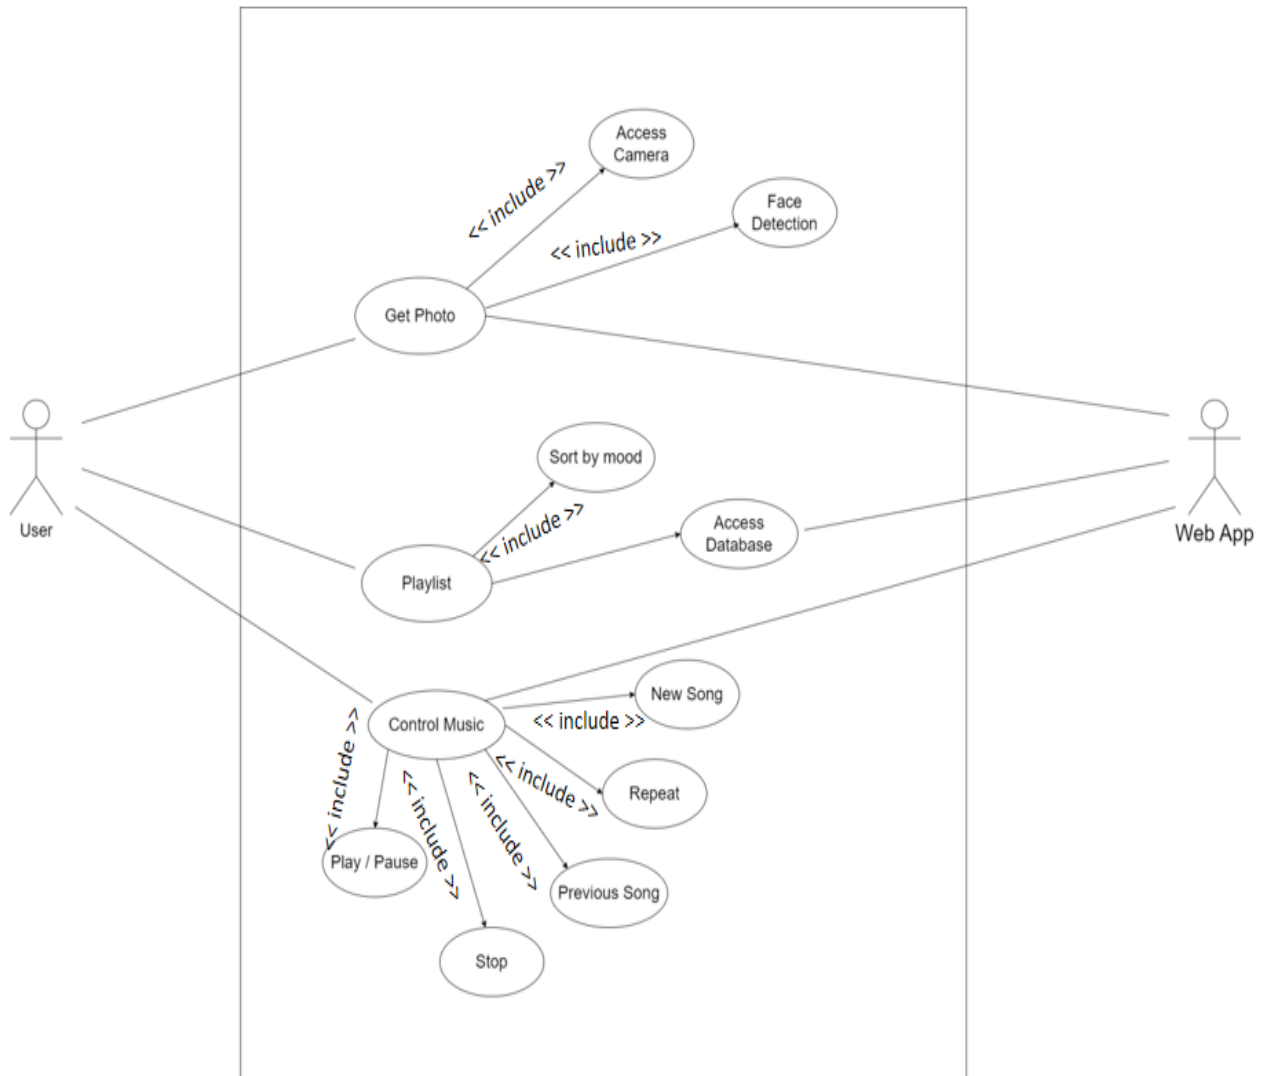 Access
Camera
<< include >>
Face
Detection
<< include >>
Get Photo
Sort by mood
<< include >>
Access
Database
User
Web App
Playlist
New Song
Control Music
<< include >>
<< include >>
<< include >>
Repeat
<< include >>
<< include >>
Play / Pause
Previous Song
Stop